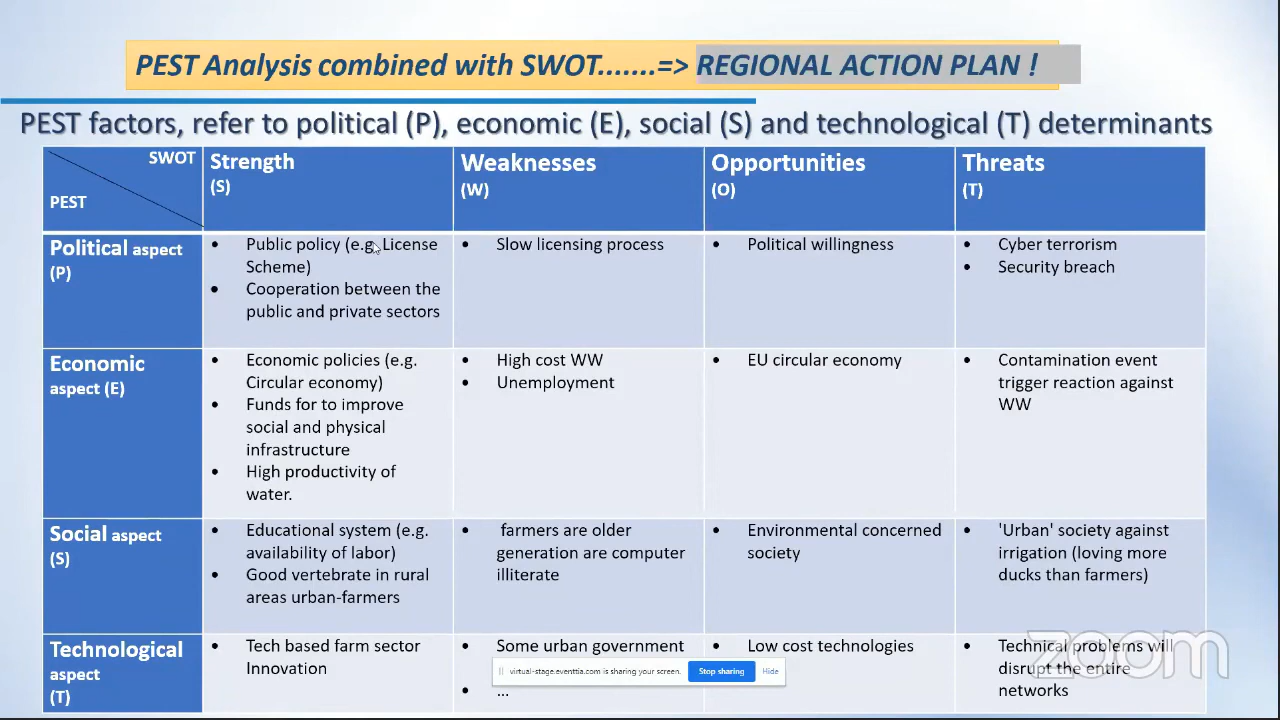 PEST Analysis combined with SWOT.......=> REGIONAL ACTION PLAN !
PEST factors, refer to political (P), economic (E), social (S) and technological (T) determinants
SWOT
PEST
Strength
(S)
Weaknesses
(W)
Opportunities
(O)
Threats
(T)
Political aspect
(P)
• Public policy (e.g. License
Scheme)
• Cooperation between the
public and private sectors
• Slow licensing process
• Political willingness
• Cyber terrorism
• Security breach
Economic
aspect (E)
• Economic policies (e.g.
Circular economy)
• Funds for to improve
social and physical
infrastructure
• High productivity of
water.
• High cost WW
• Unemployment
• EU circular economy
• Contamination event
trigger reaction against
WW
Social aspect
(S)
• Educational system (e.g.
availability of labor)
• Good vertebrate in rural
areas urban-farmers
• farmers are older
generation are computer
illiterate
• Environmental concerned
society
• 'Urban' society against
irrigation (loving more
ducks than farmers)
Technological
aspect
(T)
• Tech based farm sector
Innovation
• Some urban government
• ...
• Low cost technologies
• Technical problems will
disrupt the entire
networks
virtual-stage.eventtia.com is sharing your screen.
Stop sharing
Hide
zoom